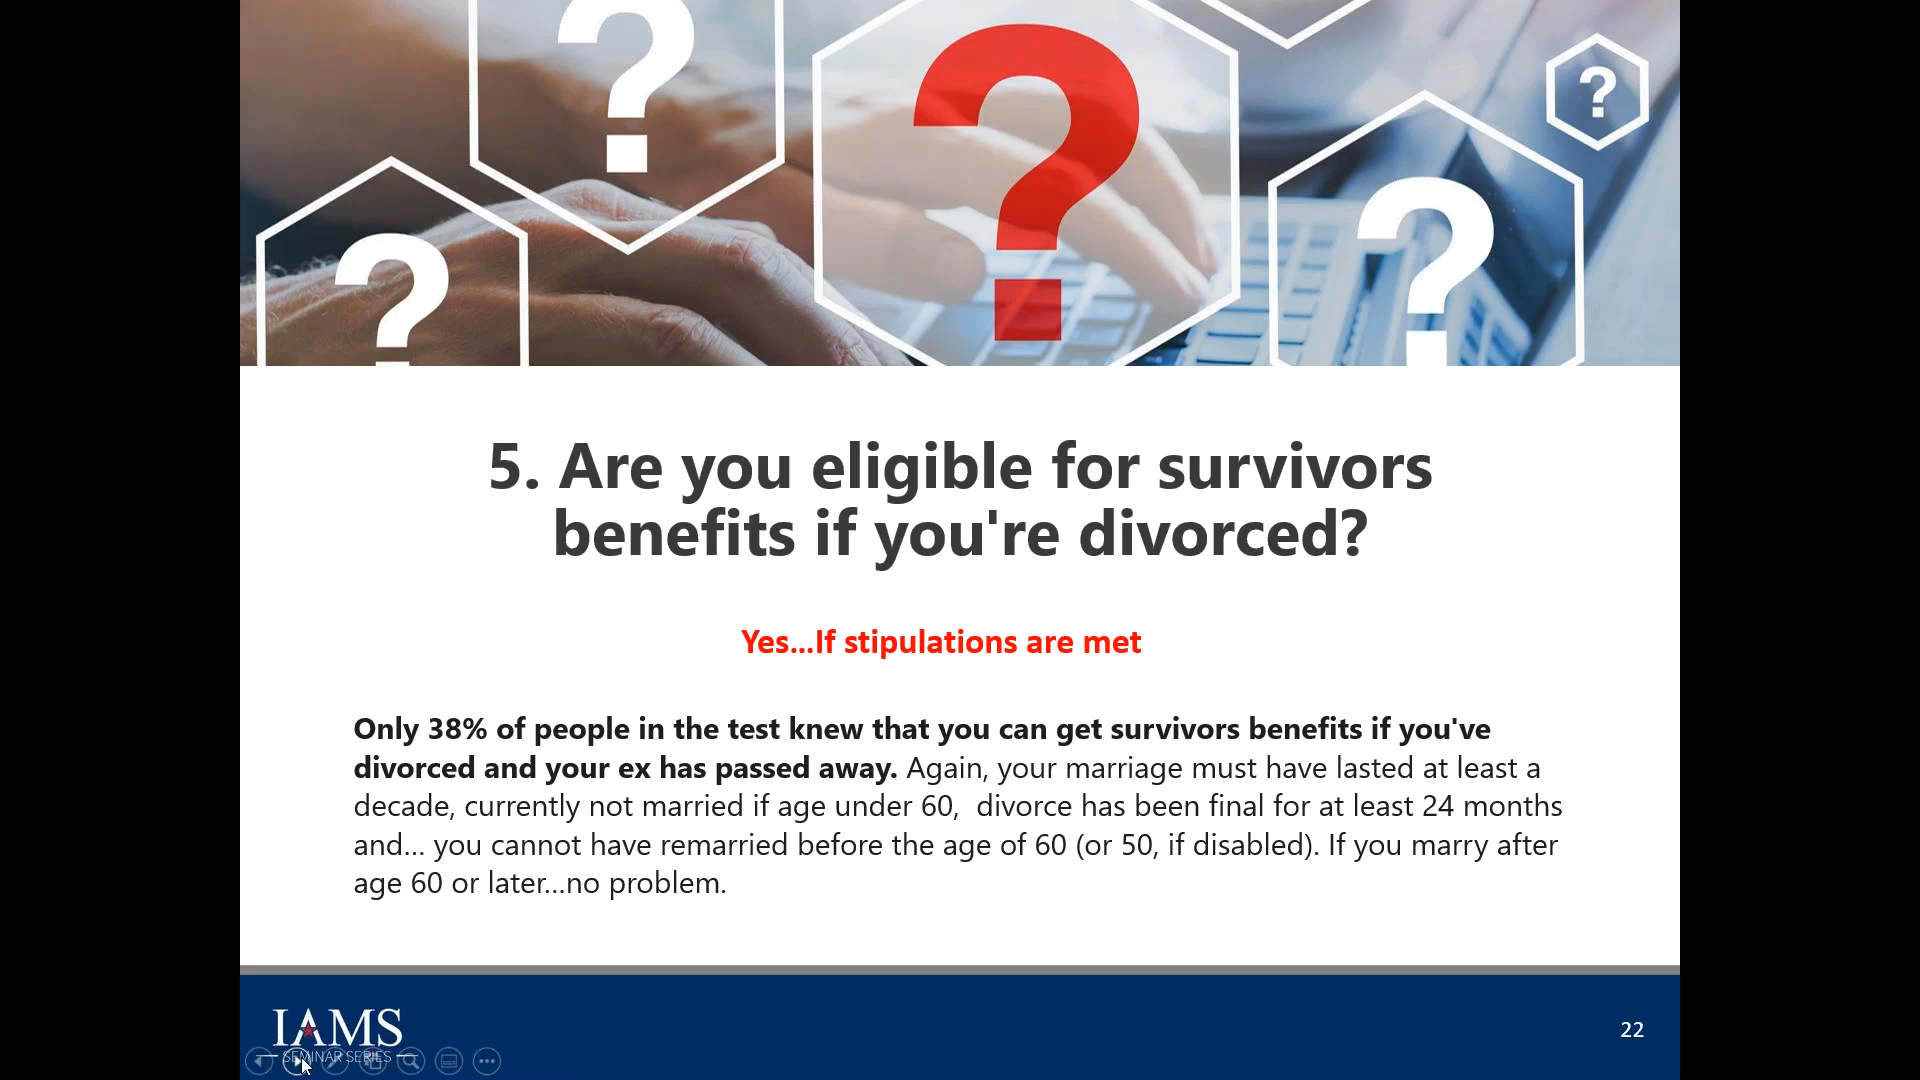 ?
?
?
?
?
5. Are you eligible for survivors
benefits if you're divorced?
Yes...If stipulations are met
Only 38% of people in the test knew that you can get survivors benefits if you've
divorced and your ex has passed away. Again, your marriage must have lasted at least a
decade, currently not married if age under 60,  divorce has been final for at least 24 months
and... you cannot have remarried before the age of 60 (or 50, if disabled). If you marry after
age 60 or later...no problem.
IAMS
SEMINAR SERIES
22